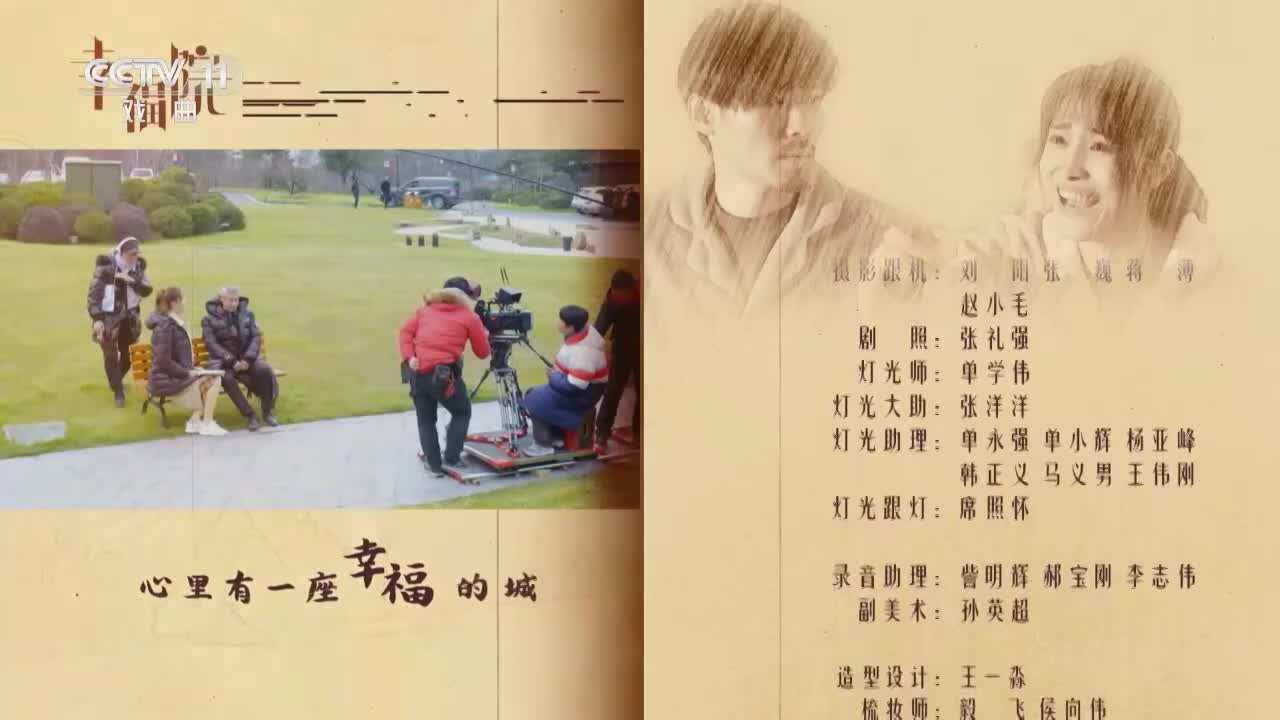 幸福院
CCTV 11
戏曲
心里有一座幸福的城
摄影跟机：刘 阳 张 巍 蒋 薄
赵小毛
剧 照：张礼强
灯光师：单学伟
灯光大助：张洋洋
灯光助理：单永强 单小辉 杨亚峰
韩正义 马义男 王伟刚
灯光跟灯：席照怀
录音助理：訾明辉 郝宝刚 李志伟
副美术：孙英超
造型设计：王一淼
梳妆师：毅 飞 侯向伟